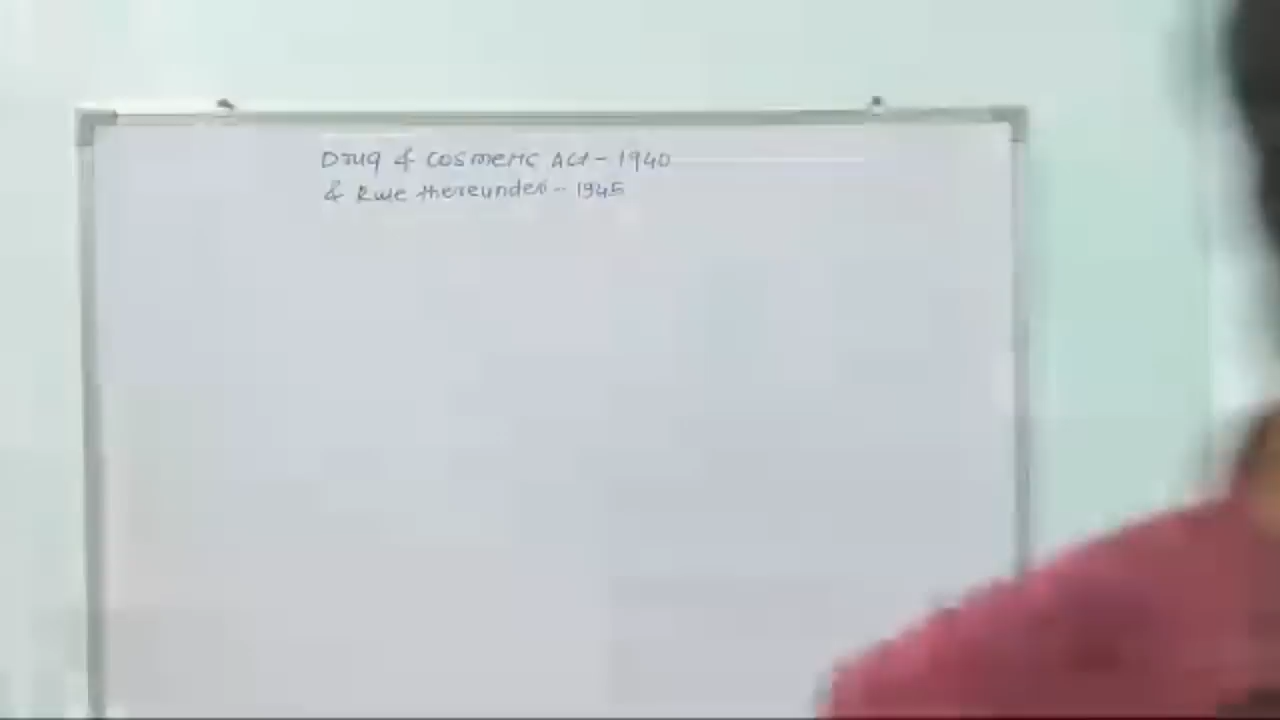 Drug & Cosmetic Act - 1940
& Rule thereunder - 1945